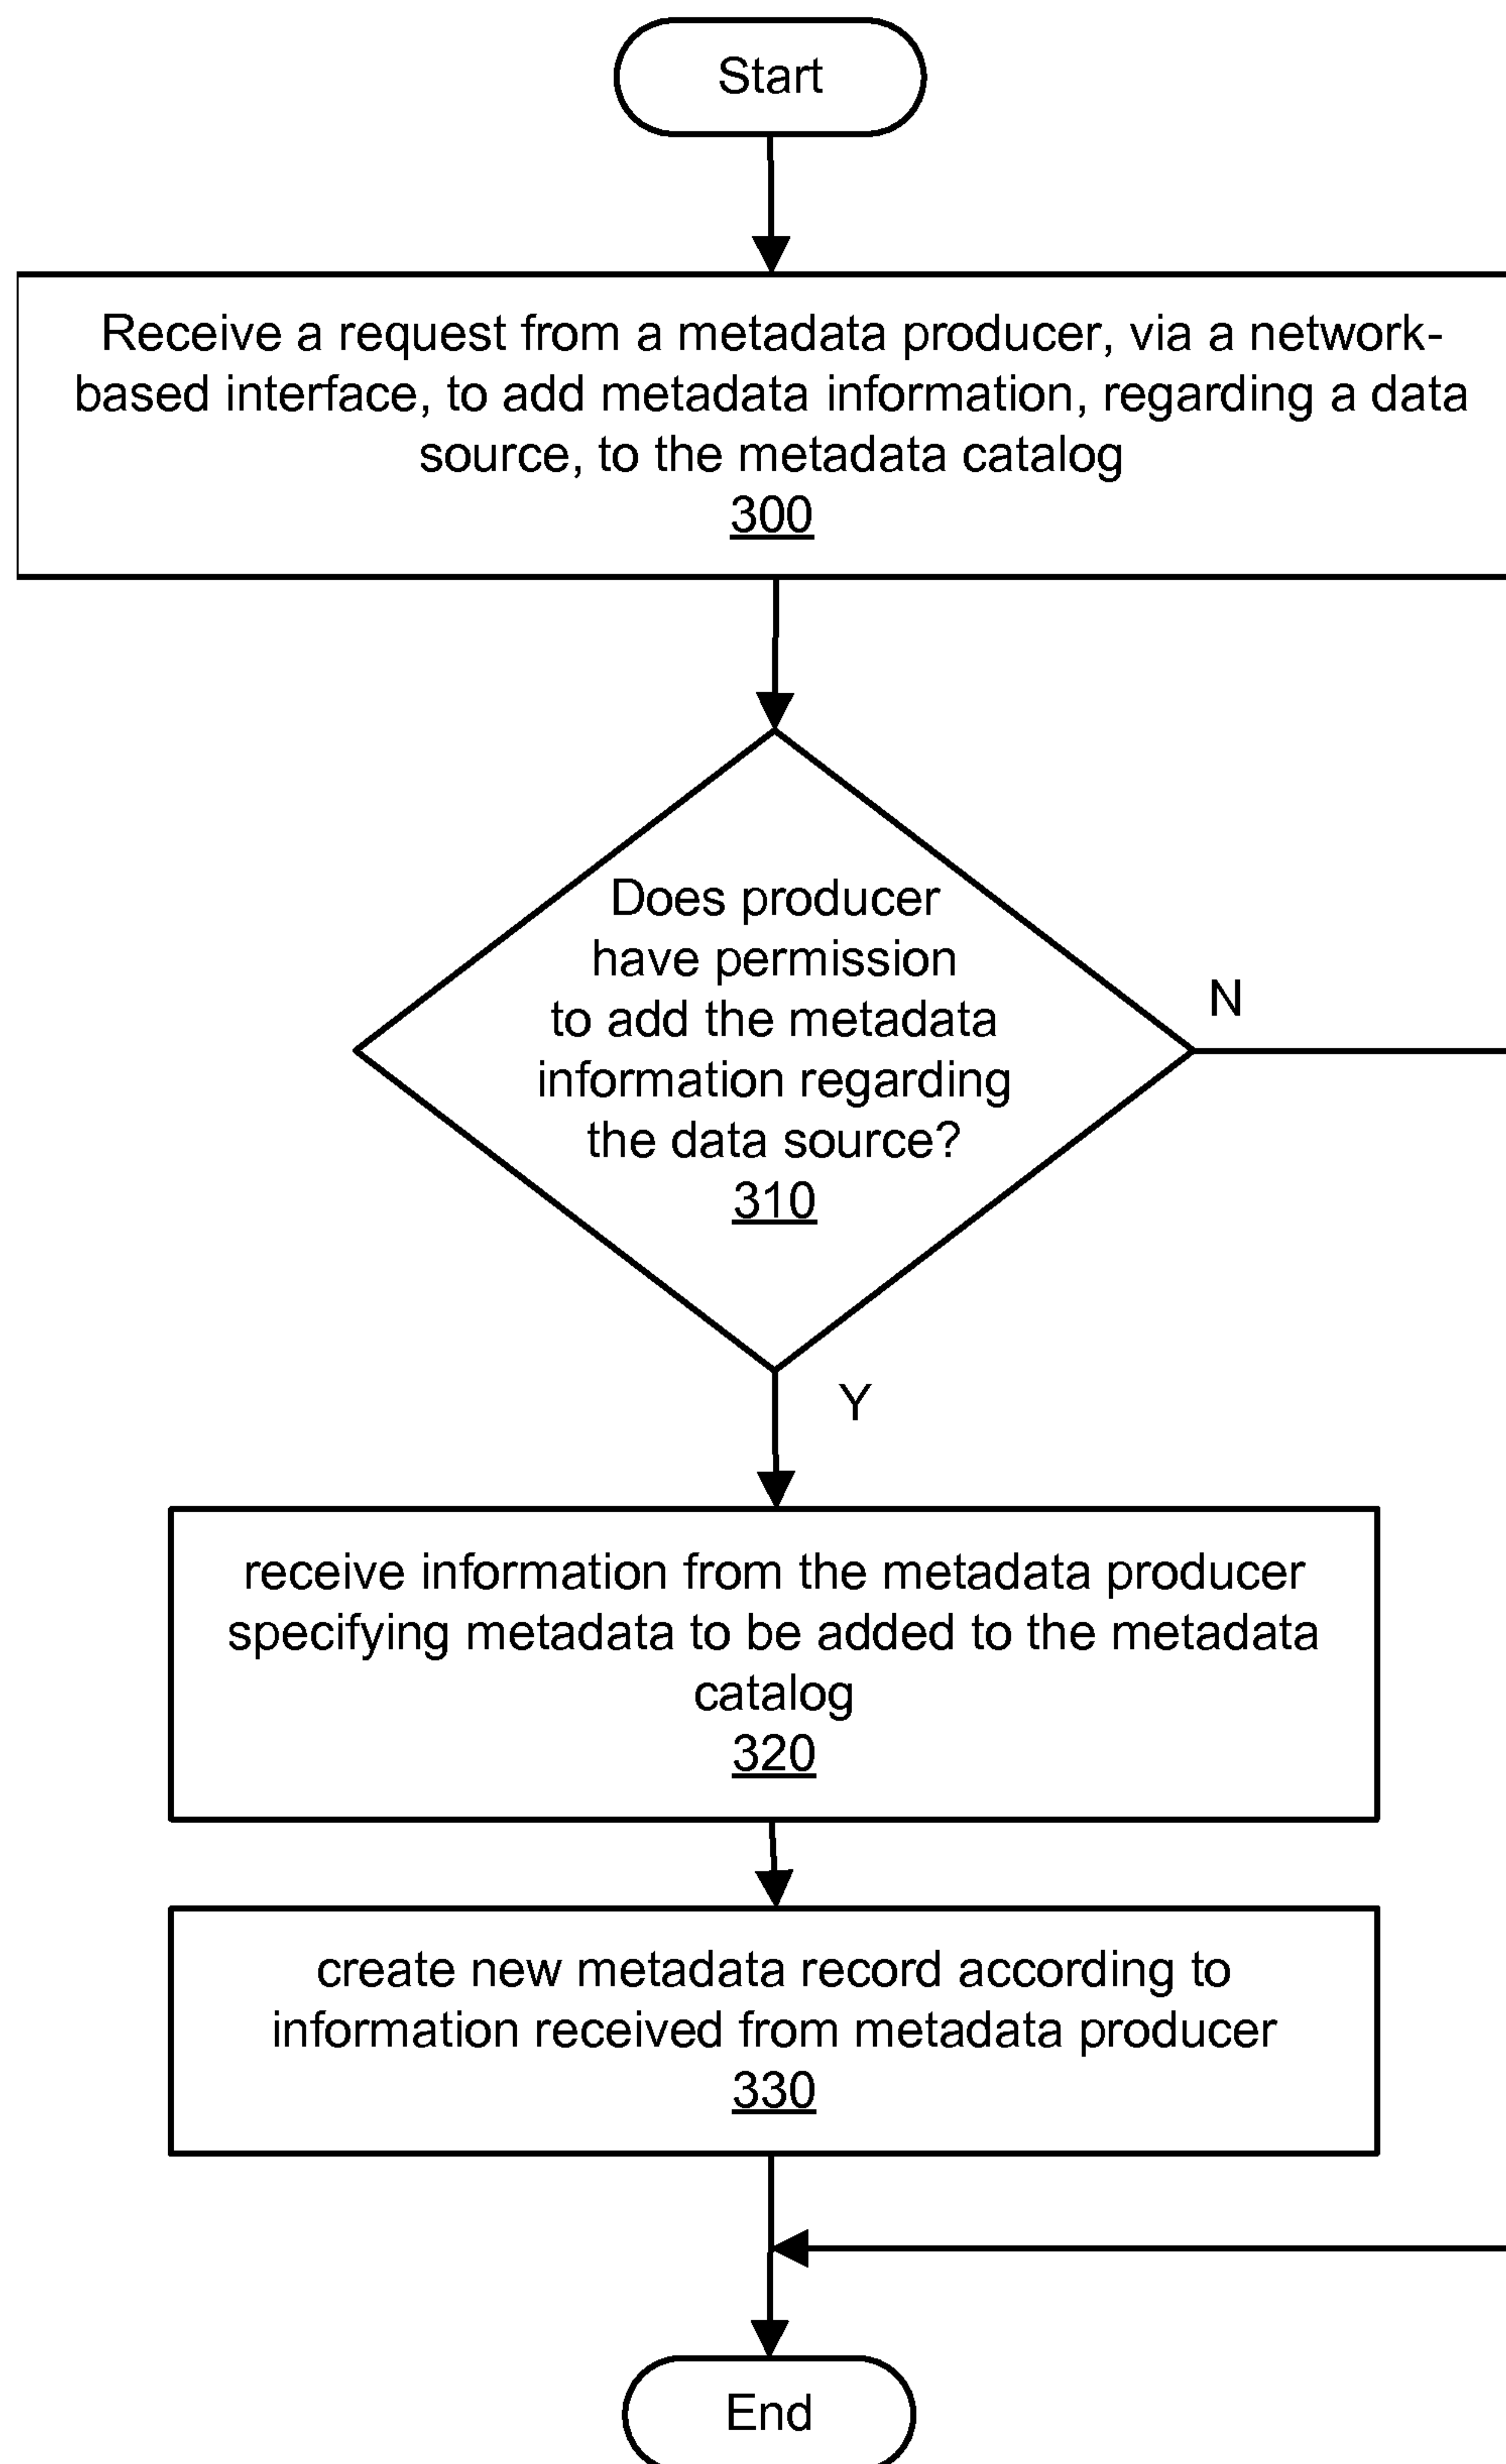 Start
Receive a request from a metadata producer, via a network-
based interface, to add metadata information, regarding a data
source, to the metadata catalog
300
Does producer
have permission
to add the metadata
information regarding
the data source?
310
N
Y
receive information from the metadata producer
specifying metadata to be added to the metadata
catalog
320
create new metadata record according to
information received from metadata producer
330
End